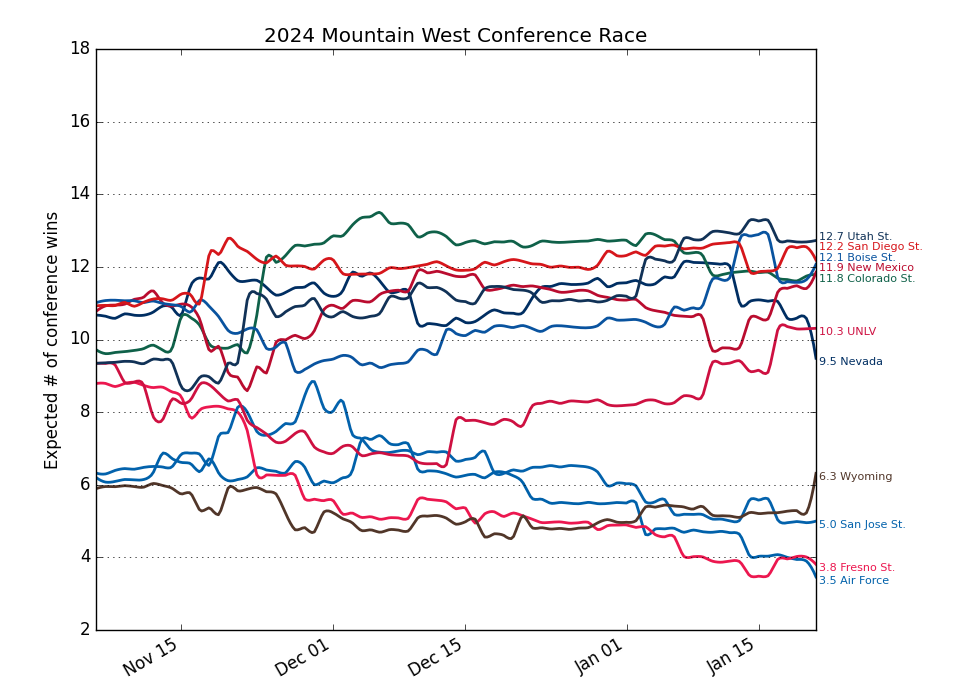 2024 Mountain West Conference Race
Expected # of conference wins
18
16
14
12
10
8
6
4
2
12.7 Utah St.
12.2 San Diego St.
12.1 Boise St.
11.9 New Mexico
11.8 Colorado St.
10.3 UNLV
9.5 Nevada
6.3 Wyoming
5.0 San Jose St.
3.8 Fresno St.
3.5 Air Force
Nov 15
Dec 01
Dec 15
Jan 01
Jan 15